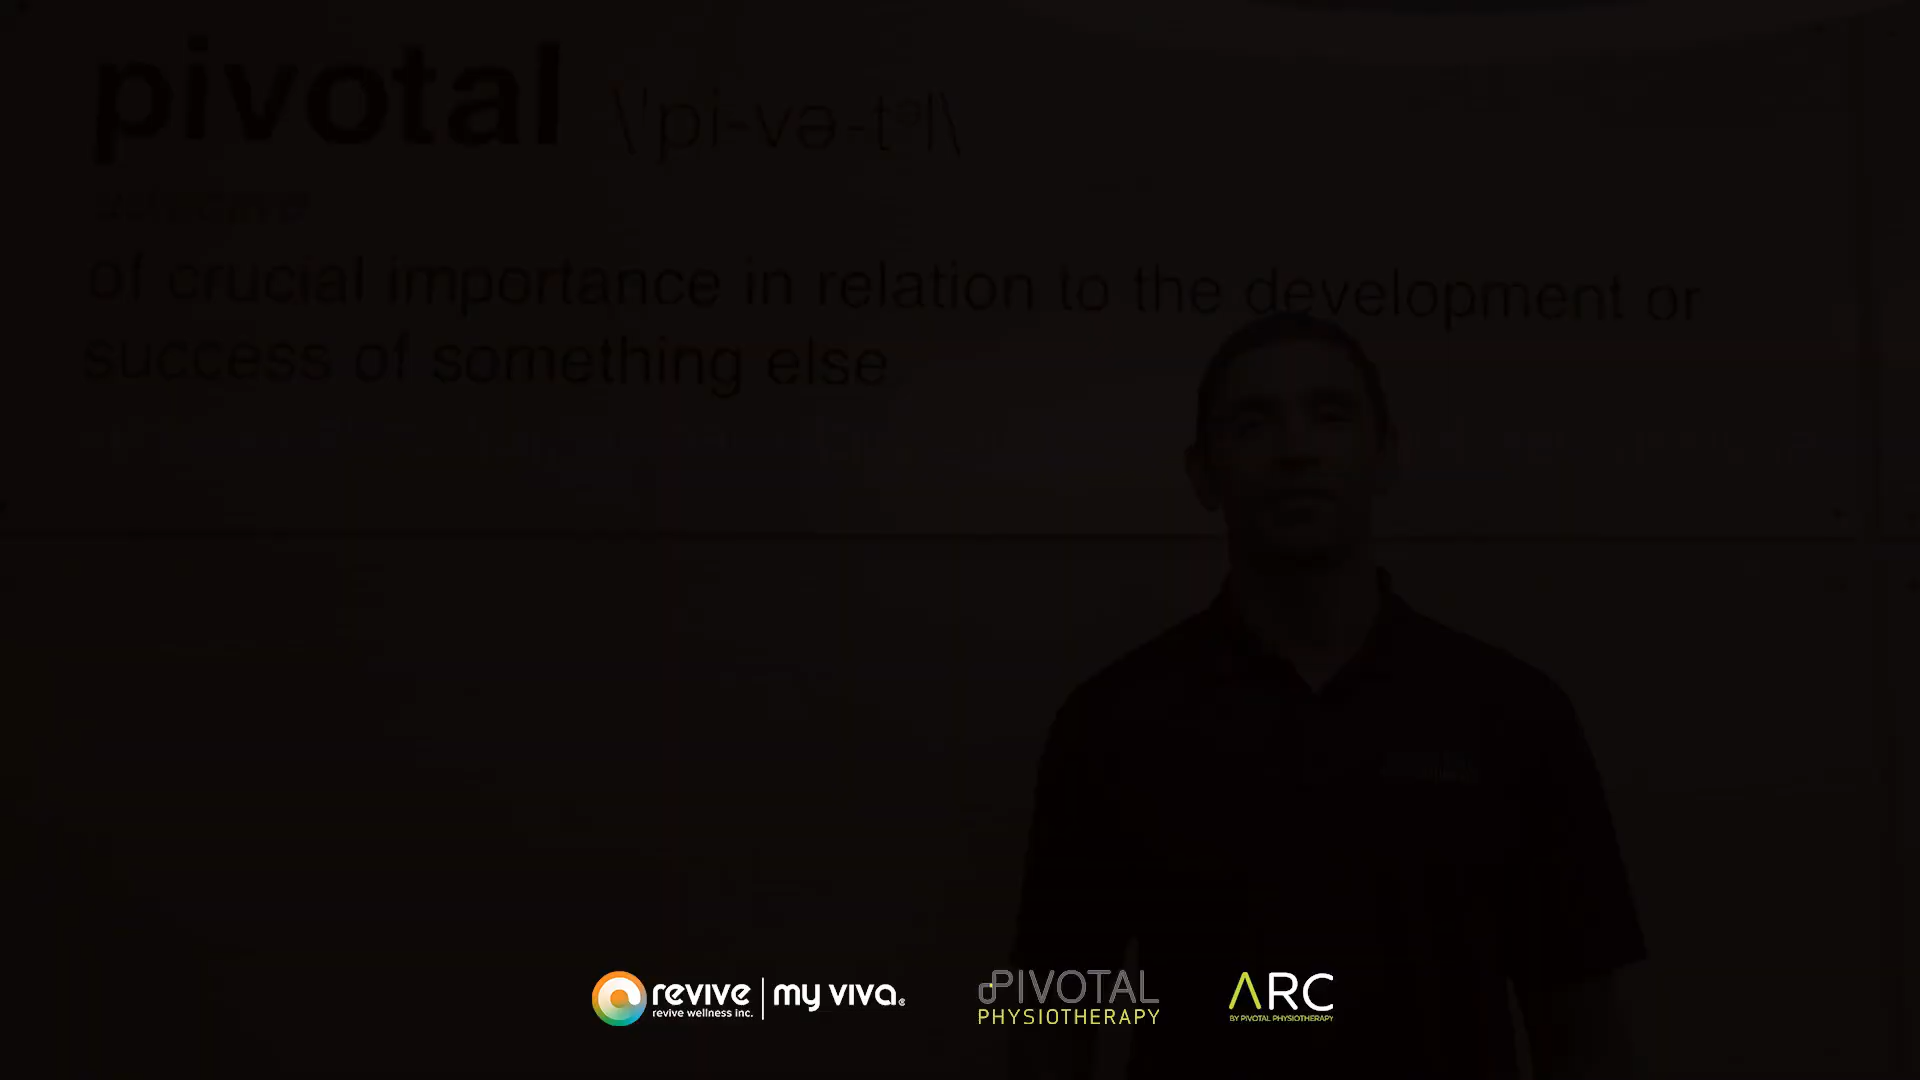 pivotal \ˈpi-və-tᵊl\
of crucial importance in relation to the development or
success of something else
revive | my viva®
revive wellness inc.
PIVOTAL
PHYSIOTHERAPY
ARC
BY PIVOTAL PHYSIOTHERAPY